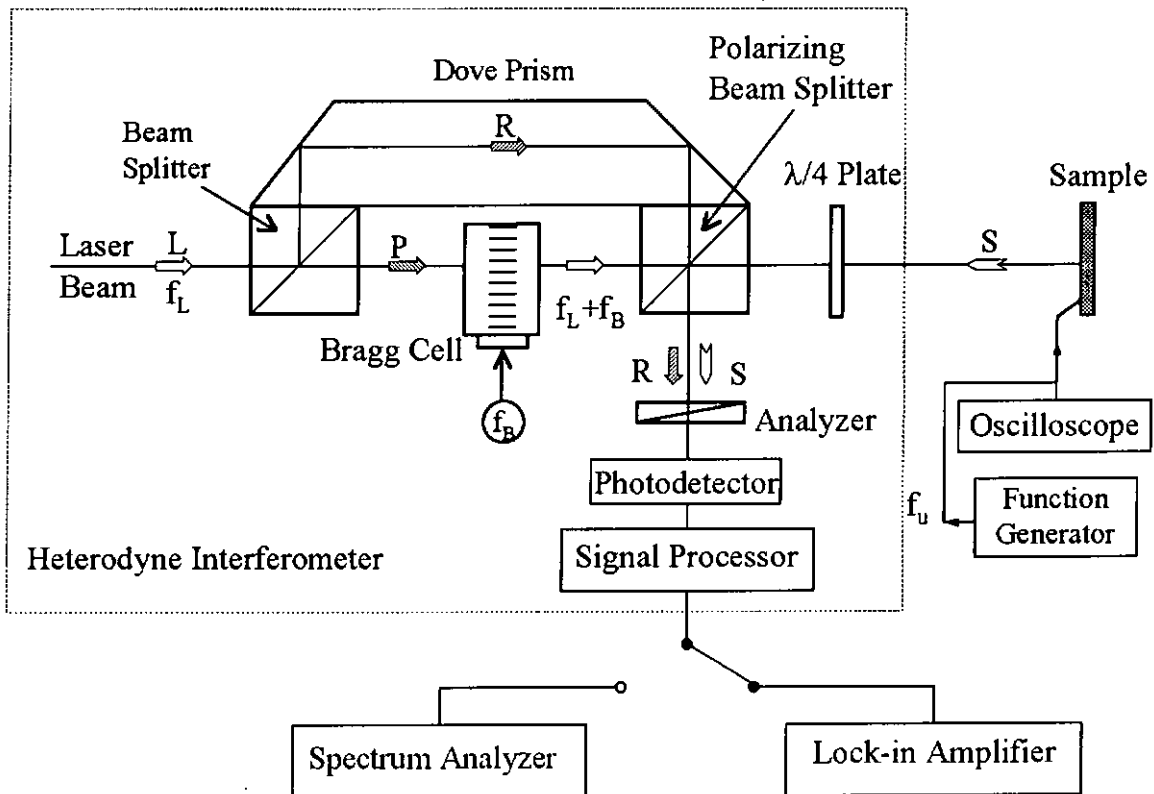 Dove Prism
Polarizing
Beam Splitter
Beam
Splitter
R
λ/4 Plate
Sample
Laser
Beam
L
f_L
P
S
f_L+f_B
Bragg Cell
f_B
R
S
Analyzer
Oscilloscope
Photodetector
f_u
Function
Generator
Signal Processor
Heterodyne Interferometer
Spectrum Analyzer
Lock-in Amplifier